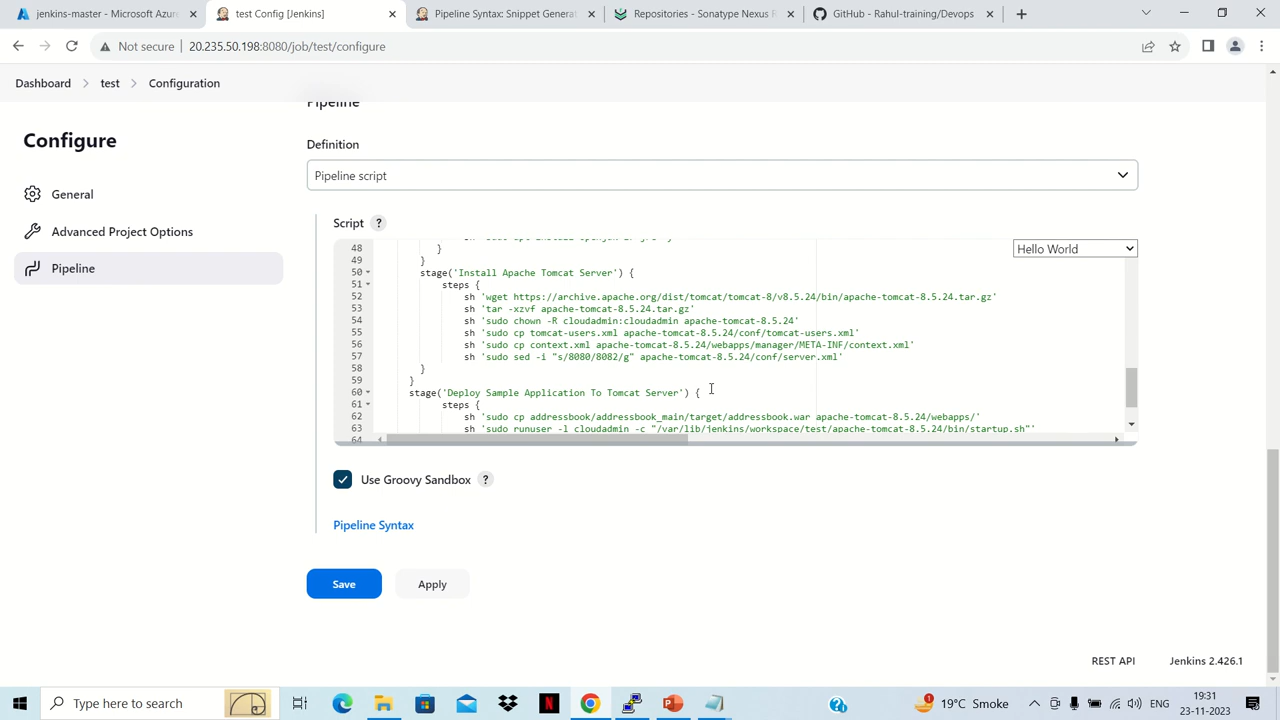 jenkins-master - Microsoft Azure
test Config [Jenkins]
Pipeline Syntax: Snippet Generat
Repositories - Sonatype Nexus R
GitHub - Rahul-training/Devops
Not secure
20.235.50.198:8080/job/test/configure
Dashboard > test > Configuration
Configure
General
Advanced Project Options
Pipeline
Pipeline
Definition
Pipeline script
Script ?
Hello World
48 }
49 }
50 stage('Install Apache Tomcat Server') {
51 steps {
52 sh 'wget https://archive.apache.org/dist/tomcat/tomcat-8/v8.5.24/bin/apache-tomcat-8.5.24.tar.gz'
53 sh 'tar -xzvf apache-tomcat-8.5.24.tar.gz'
54 sh 'sudo chown -R cloudadmin:cloudadmin apache-tomcat-8.5.24'
55 sh 'sudo cp tomcat-users.xml apache-tomcat-8.5.24/conf/tomcat-users.xml'
56 sh 'sudo cp context.xml apache-tomcat-8.5.24/webapps/manager/META-INF/context.xml'
57 sh 'sudo sed -i "s/8080/8082/g" apache-tomcat-8.5.24/conf/server.xml'
58 }
59 }
60 stage('Deploy Sample Application To Tomcat Server') {
61 steps {
62 sh 'sudo cp addressbook/addressbook_main/target/addressbook.war apache-tomcat-8.5.24/webapps/'
63 sh 'sudo runuser -l cloudadmin -c "/var/lib/jenkins/workspace/test/apache-tomcat-8.5.24/bin/startup.sh"'
64
Use Groovy Sandbox ?
Pipeline Syntax
Save
Apply
REST API
Jenkins 2.426.1
Type here to search
19°C Smoke
ENG
19:31
23-11-2023